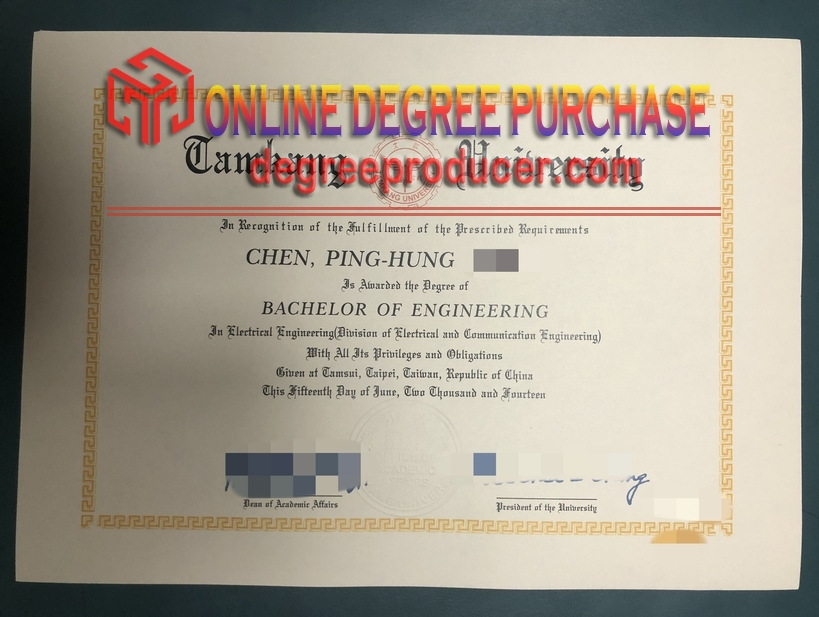 ONLINE DEGREE PURCHASE
Tamkang University
degreeproducer.com
In Recognition of the Fulfillment of the Prescribed Requirements
CHEN, PING-HUNG
Is Awarded the Degree of
BACHELOR OF ENGINEERING
In Electrical Engineering(Division of Electrical and Communication Engineering)
With All Its Privileges and Obligations
Given at Tamsui, Taipei, Taiwan, Republic of China
This Fifteenth Day of June, Two Thousand and Fourteen
Dean of Academic Affairs
President of the University